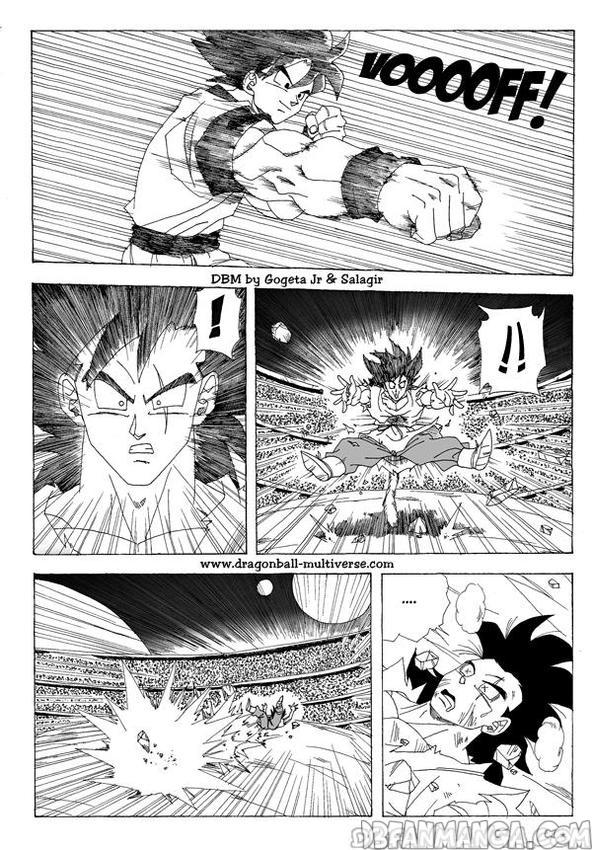 VOOOOFF!
DBM by Gogeta Jr & Salagir
!
!!
www.dragonball-multiverse.com
....
DBFANMANGA.COM